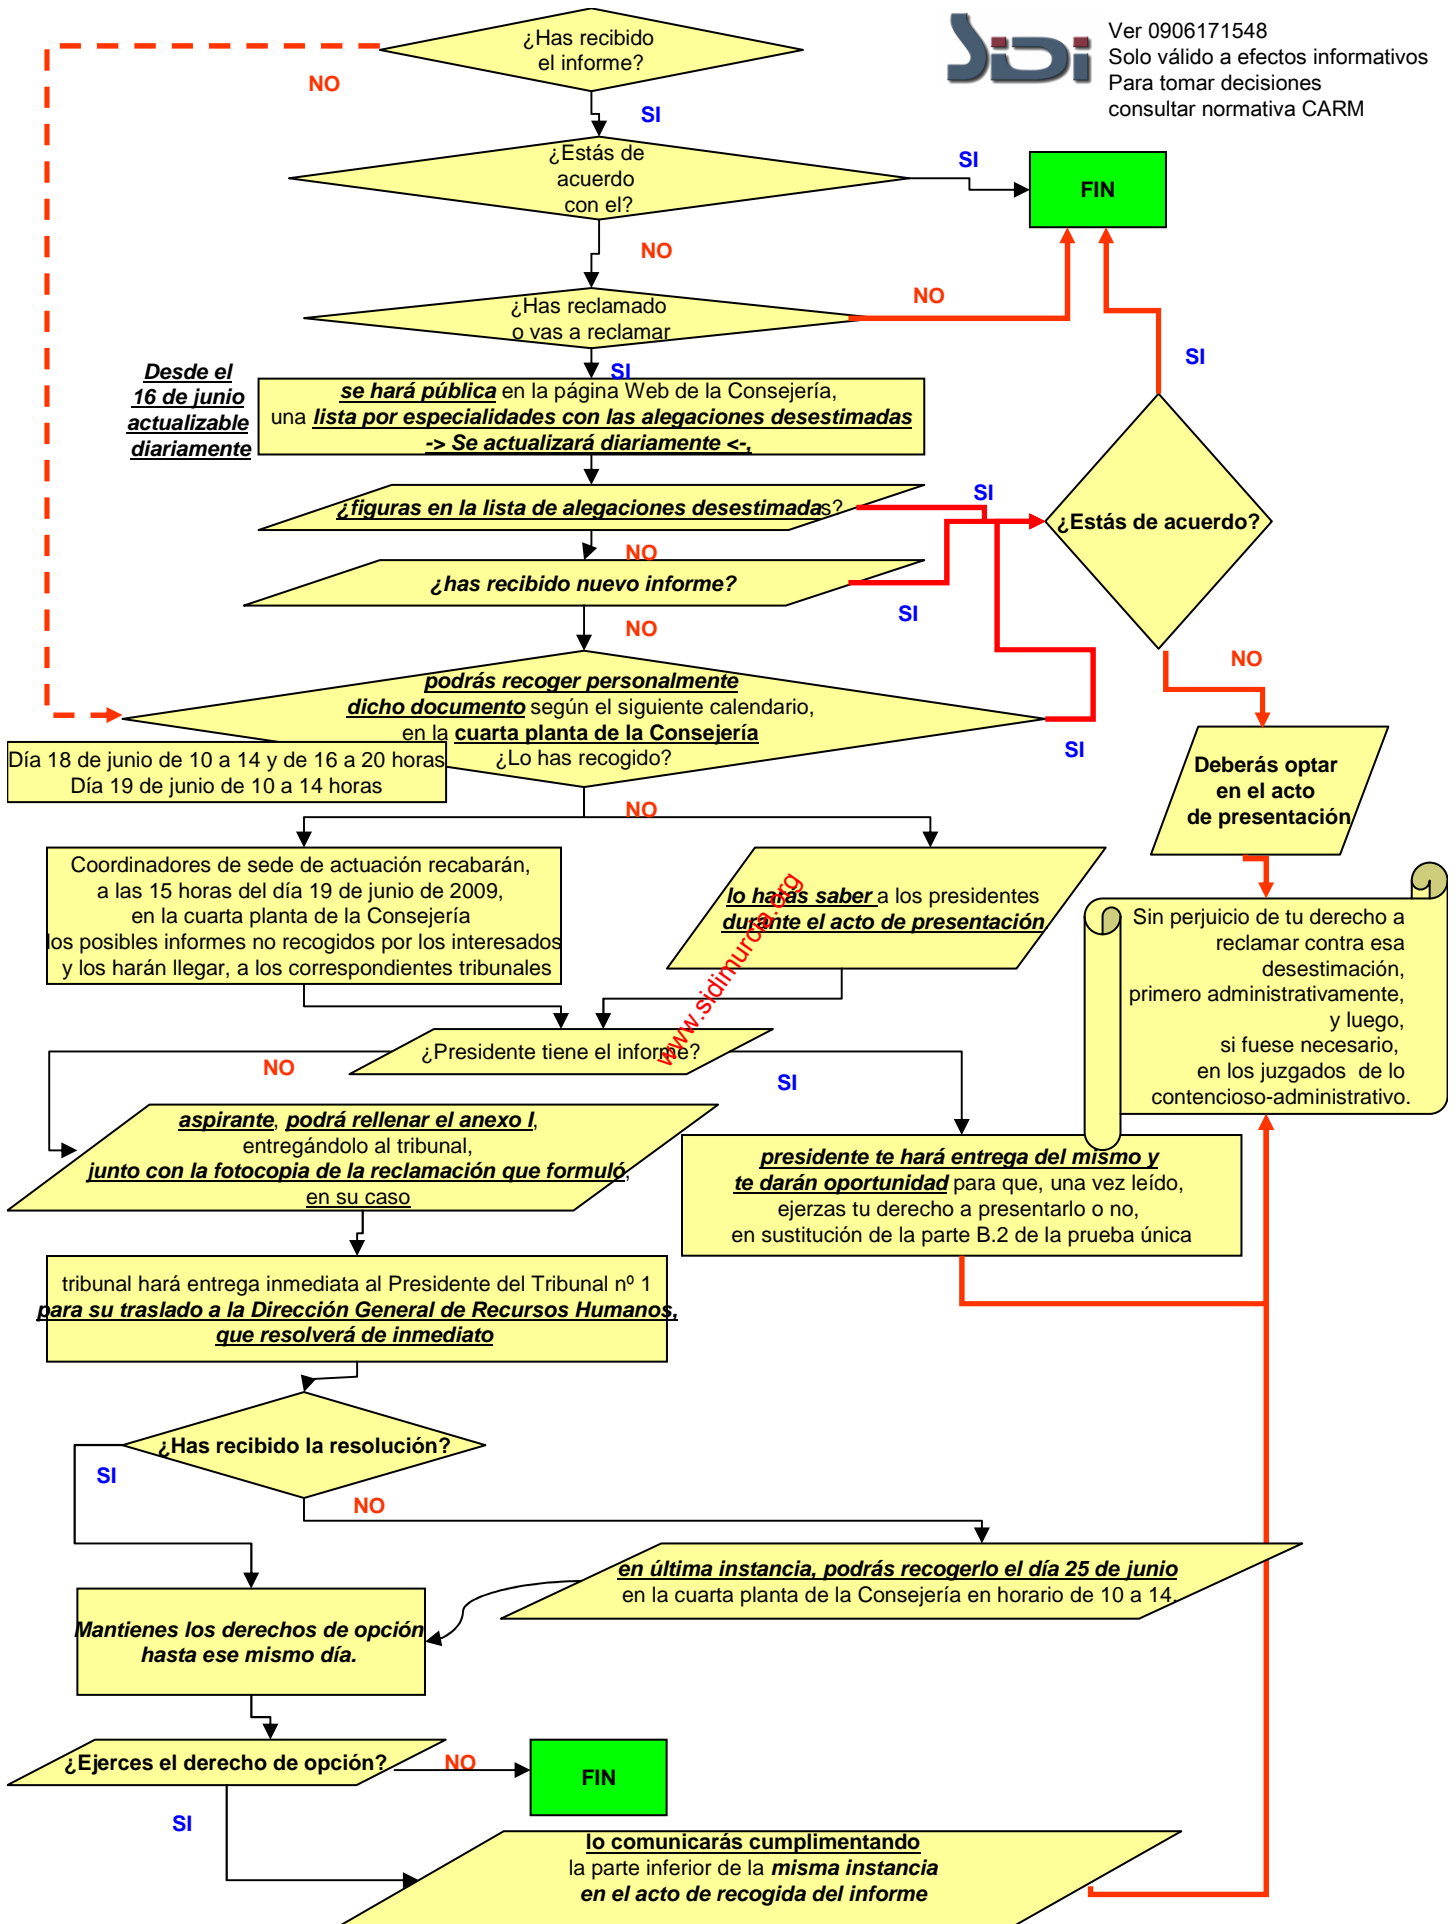 ¿Has recibido
el informe?
SiDi
Ver 0906171548
Solo válido a efectos informativos
Para tomar decisiones
consultar normativa CARM
NO
SI
¿Estás de
acuerdo
con el?
SI
FIN
NO
¿Has reclamado
o vas a reclamar
NO
SI
SI
Desde el
16 de junio
actualizable
diariamente
se hará pública en la página Web de la Consejería,
una lista por especialidades con las alegaciones desestimadas
-> Se actualizará diariamente <-,
¿figuras en la lista de alegaciones desestimadas?
SI
¿Estás de acuerdo?
NO
¿has recibido nuevo informe?
SI
NO
NO
podrás recoger personalmente
dicho documento según el siguiente calendario,
en la cuarta planta de la Consejería
¿Lo has recogido?
SI
Día 18 de junio de 10 a 14 y de 16 a 20 horas
Día 19 de junio de 10 a 14 horas
Deberás optar
en el acto
de presentación
NO
Coordinadores de sede de actuación recabarán,
a las 15 horas del día 19 de junio de 2009,
en la cuarta planta de la Consejería
los posibles informes no recogidos por los interesados
y los harán llegar, a los correspondientes tribunales
lo harás saber a los presidentes
durante el acto de presentación.
www.sidimurcia.org
Sin perjuicio de tu derecho a
reclamar contra esa
desestimación,
primero administrativamente,
y luego,
si fuese necesario,
en los juzgados de lo
contencioso-administrativo.
¿Presidente tiene el informe?
NO
SI
aspirante, podrá rellenar el anexo I,
entregándolo al tribunal,
junto con la fotocopia de la reclamación que formuló,
en su caso
presidente te hará entrega del mismo y
te darán oportunidad para que, una vez leído,
ejerzas tu derecho a presentarlo o no,
en sustitución de la parte B.2 de la prueba única
tribunal hará entrega inmediata al Presidente del Tribunal nº 1
para su traslado a la Dirección General de Recursos Humanos,
que resolverá de inmediato
¿Has recibido la resolución?
SI
NO
en última instancia, podrás recogerlo el día 25 de junio
en la cuarta planta de la Consejería en horario de 10 a 14.
Mantienes los derechos de opción
hasta ese mismo día.
¿Ejerces el derecho de opción?
NO
FIN
SI
lo comunicarás cumplimentando
la parte inferior de la misma instancia
en el acto de recogida del informe